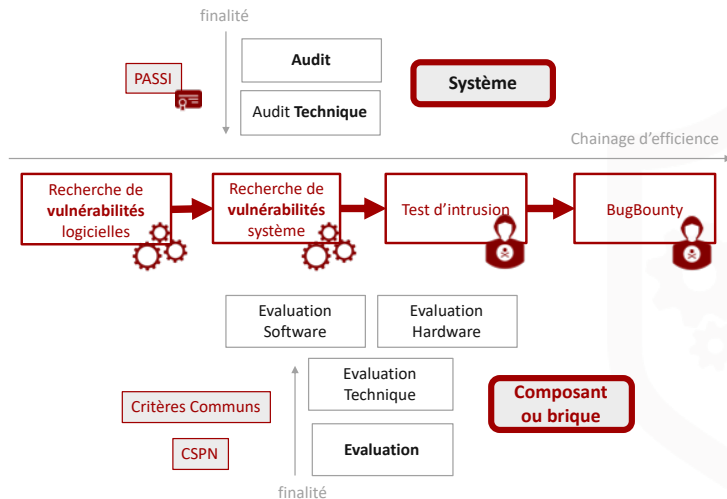 finalité
Audit
PASSI
Système
Audit Technique
Chainage d'efficience
Recherche de
vulnérabilités
logicielles
Recherche de
vulnérabilités
système
Test d'intrusion
BugBounty
Evaluation
Software
Evaluation
Hardware
Evaluation
Technique
Critères Communs
Composant
ou brique
CSPN
Evaluation
finalité